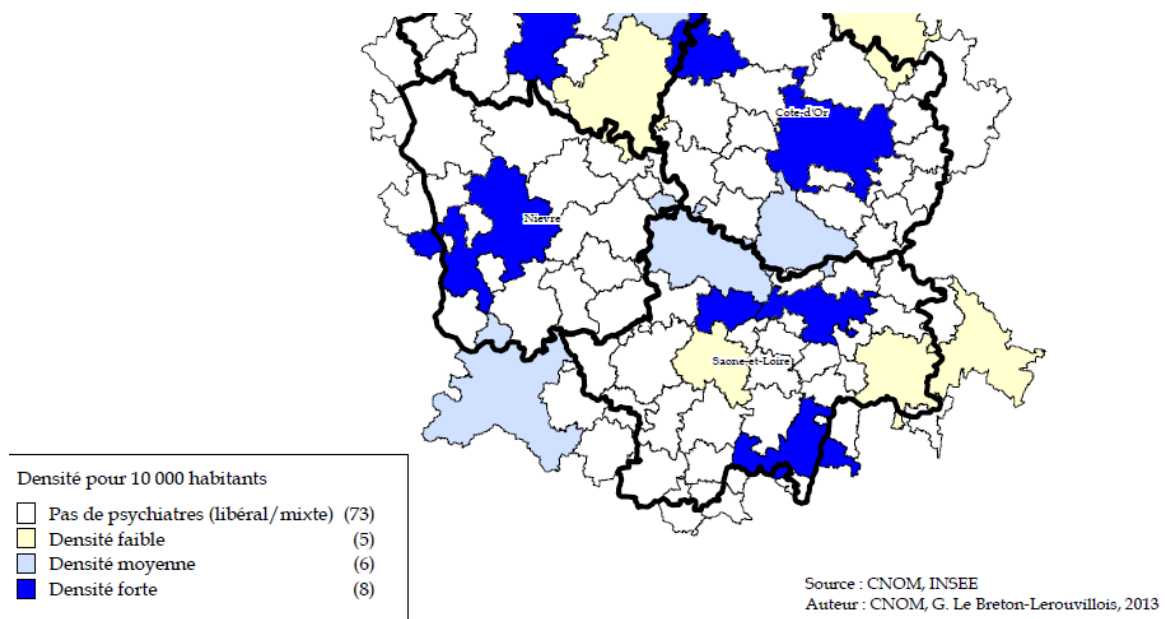 Cote-d'Or
Nievre
Saone-et-Loire
Densité pour 10 000 habitants
Pas de psychiatres (libéral/mixte) (73)
Densité faible (5)
Densité moyenne (6)
Densité forte (8)
Source : CNOM, INSEE
Auteur : CNOM, G. Le Breton-Lerouvillois, 2013